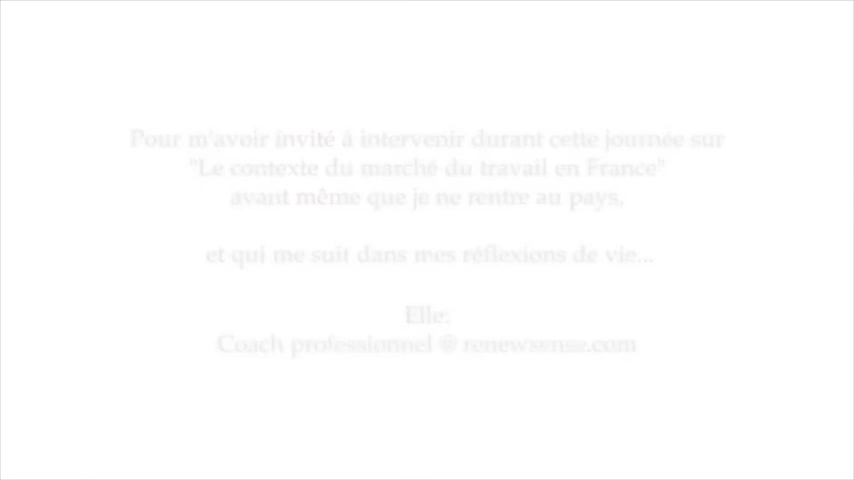 Pour m'avoir invité à intervenir durant cette journée sur
"Le contexte du marché du travail en France"
avant même que je ne rentre au pays,
et qui me suit dans mes réflexions de vie...
Elle:
Coach professionnel @ renewsense.com